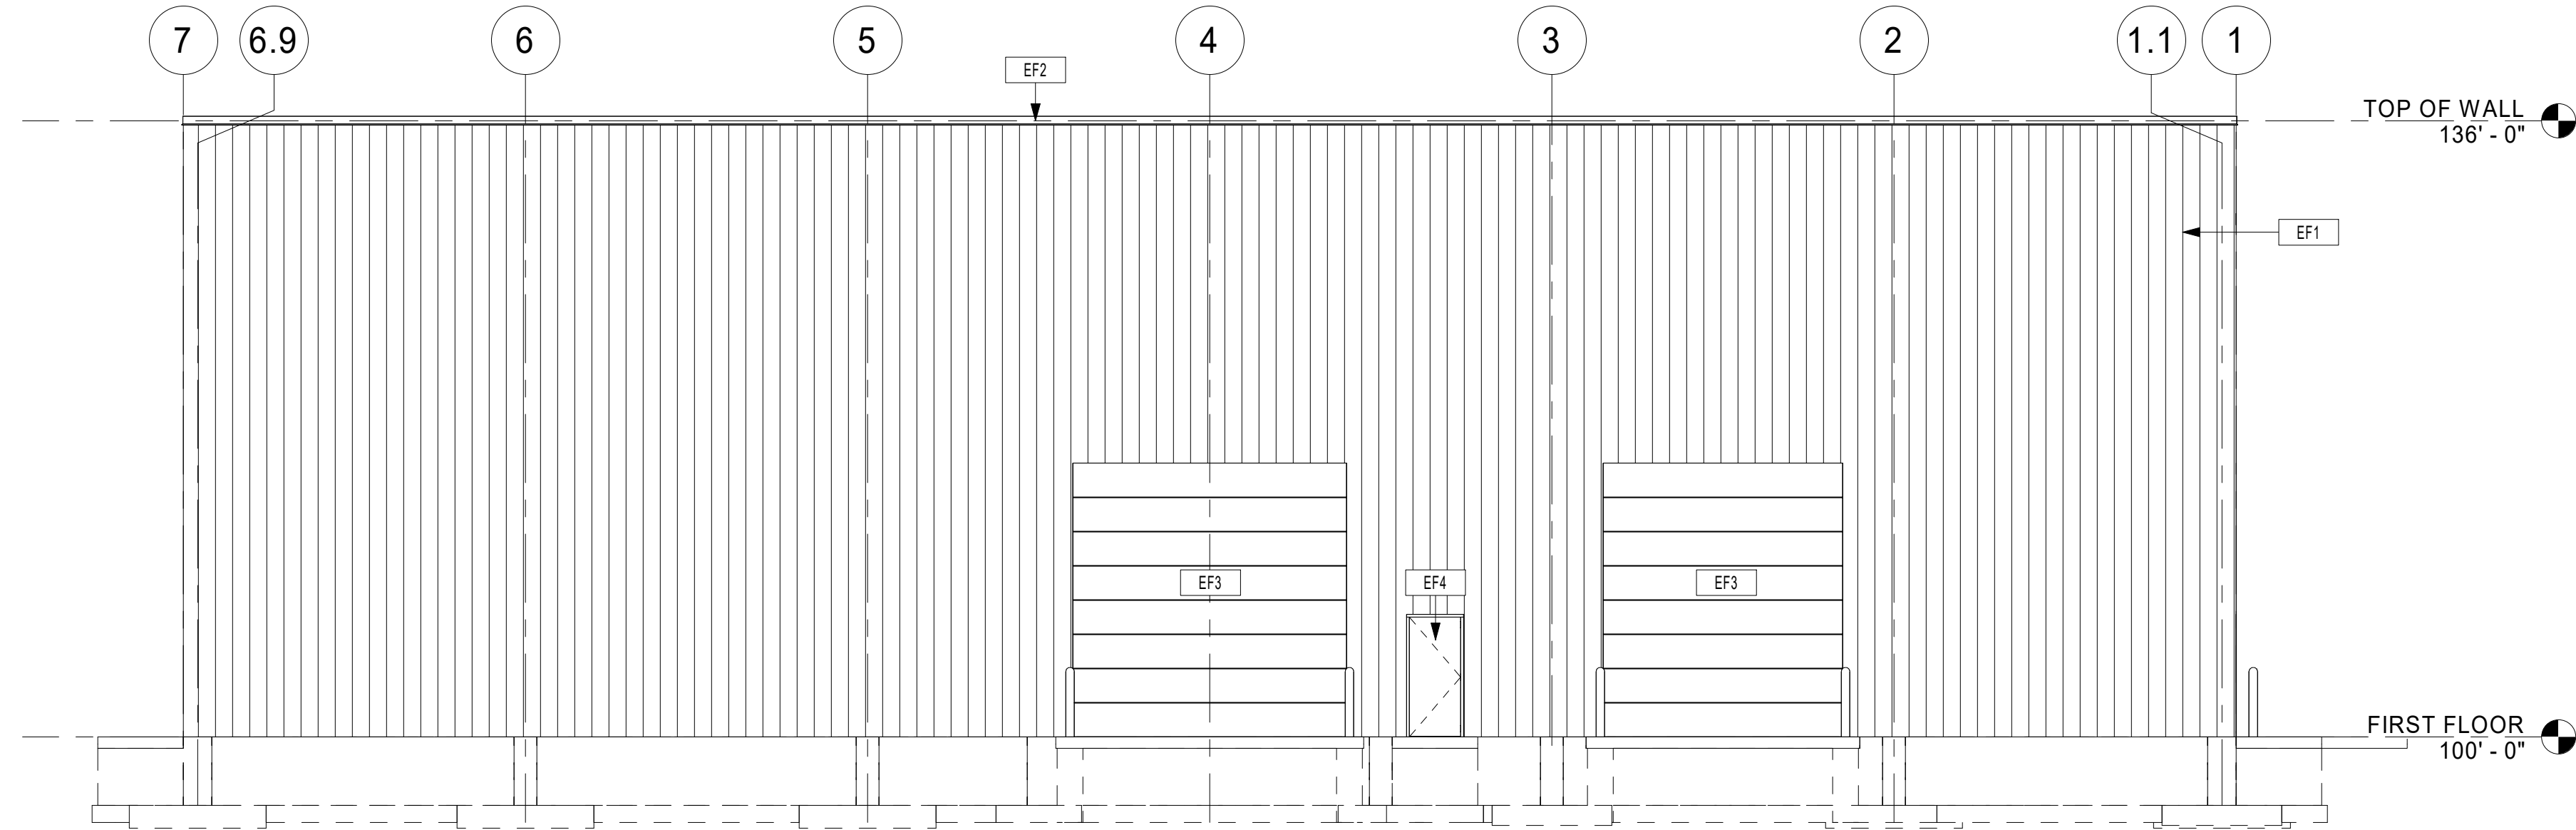 7
6.9
6
5
4
3
2
1.1
1
EF2
TOP OF WALL
136' - 0"
EF1
EF3
EF4
EF3
FIRST FLOOR
100' - 0"